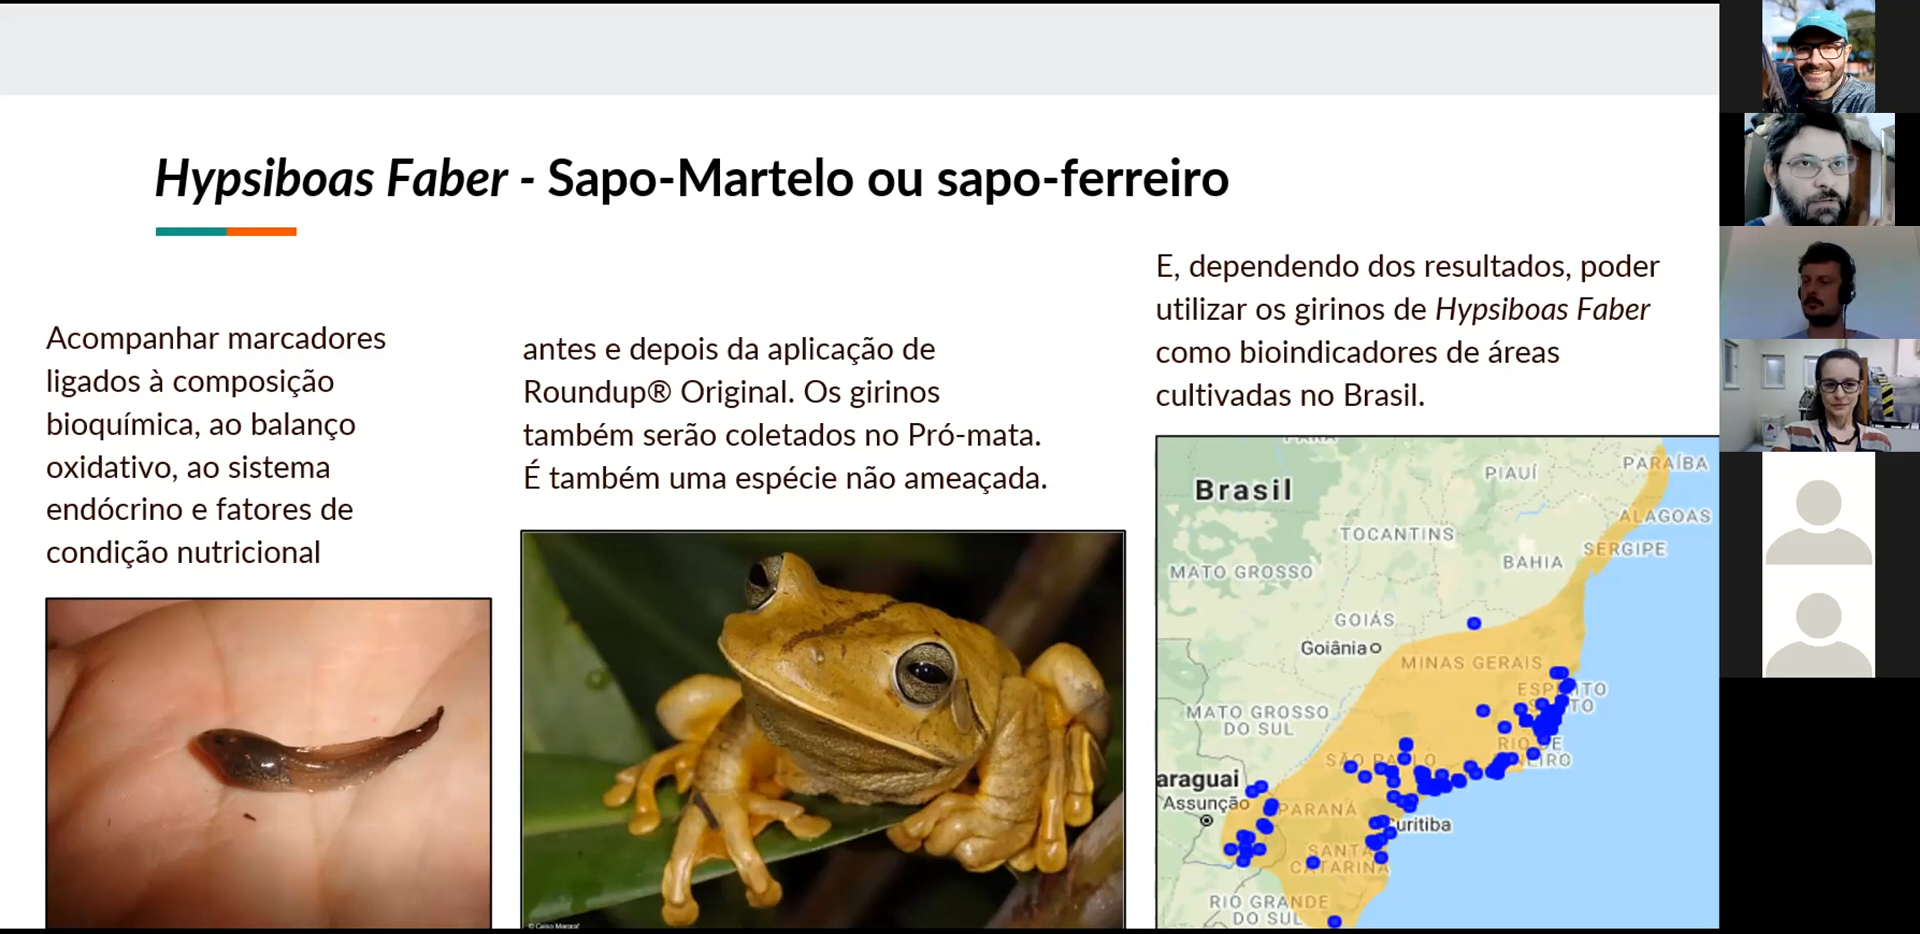 Hypsiboas Faber - Sapo-Martelo ou sapo-ferreiro
Acompanhar marcadores
ligados à composição
bioquímica, ao balanço
oxidativo, ao sistema
endócrino e fatores de
condição nutricional
antes e depois da aplicação de
Roundup® Original. Os girinos
também serão coletados no Pró-mata.
É também uma espécie não ameaçada.
E, dependendo dos resultados, poder
utilizar os girinos de Hypsiboas Faber
como bioindicadores de áreas
cultivadas no Brasil.
PARÁ
PARAÍBA
PIAUÍ
Brasil
ALAGOAS
TOCANTINS
SERGIPE
BAHIA
MATO GROSSO
GOIÁS
Goiânia
MINAS GERAIS
MATO GROSSO
DO SUL
araguai
Assunção
PARANÁ
Curitiba
SANTA
CATARINA
RIO GRANDE
DO SUL